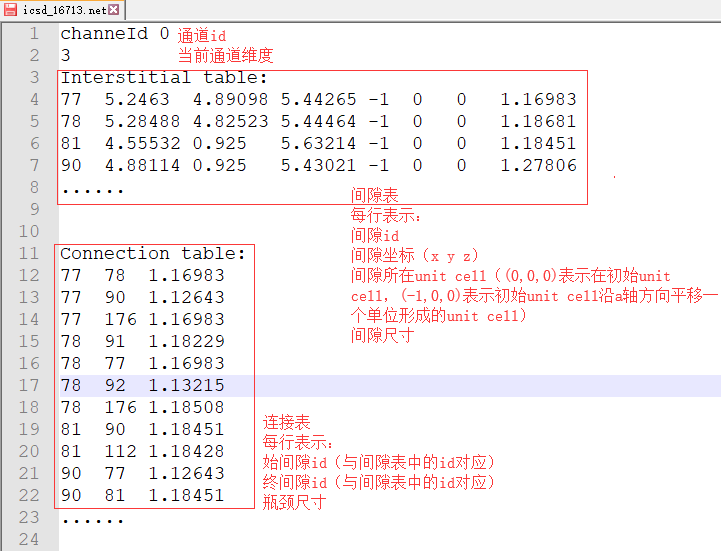 icsd_16713.net
1 channeId 0 通道id
2 3 当前通道维度
3 Interstitial table:
4 77 5.2463 4.89098 5.44265 -1 0 0 1.16983
5 78 5.28488 4.82523 5.44464 -1 0 0 1.18681
6 81 4.55532 0.925 5.63214 -1 0 0 1.18451
7 90 4.88114 0.925 5.43021 -1 0 0 1.27806
8 ......
间隙表
9 每行表示:
10 间隙id
11 Connection table: 间隙坐标（x y z）
12 77 78 1.16983 间隙所在unit cell（(0,0,0)表示在初始unit
13 77 90 1.12643 cell，(-1,0,0)表示初始unit cell沿a轴方向平移一
14 77 176 1.16983 个单位形成的unit cell）
15 78 91 1.18229 间隙尺寸
16 78 77 1.16983
17 78 92 1.13215
18 78 176 1.18508
19 81 90 1.18451 连接表
20 81 112 1.18428 每行表示:
始间隙id（与间隙表中的id对应）
21 90 77 1.12643 终间隙id（与间隙表中的id对应）
22 90 81 1.18451 瓶颈尺寸
23 ......
24